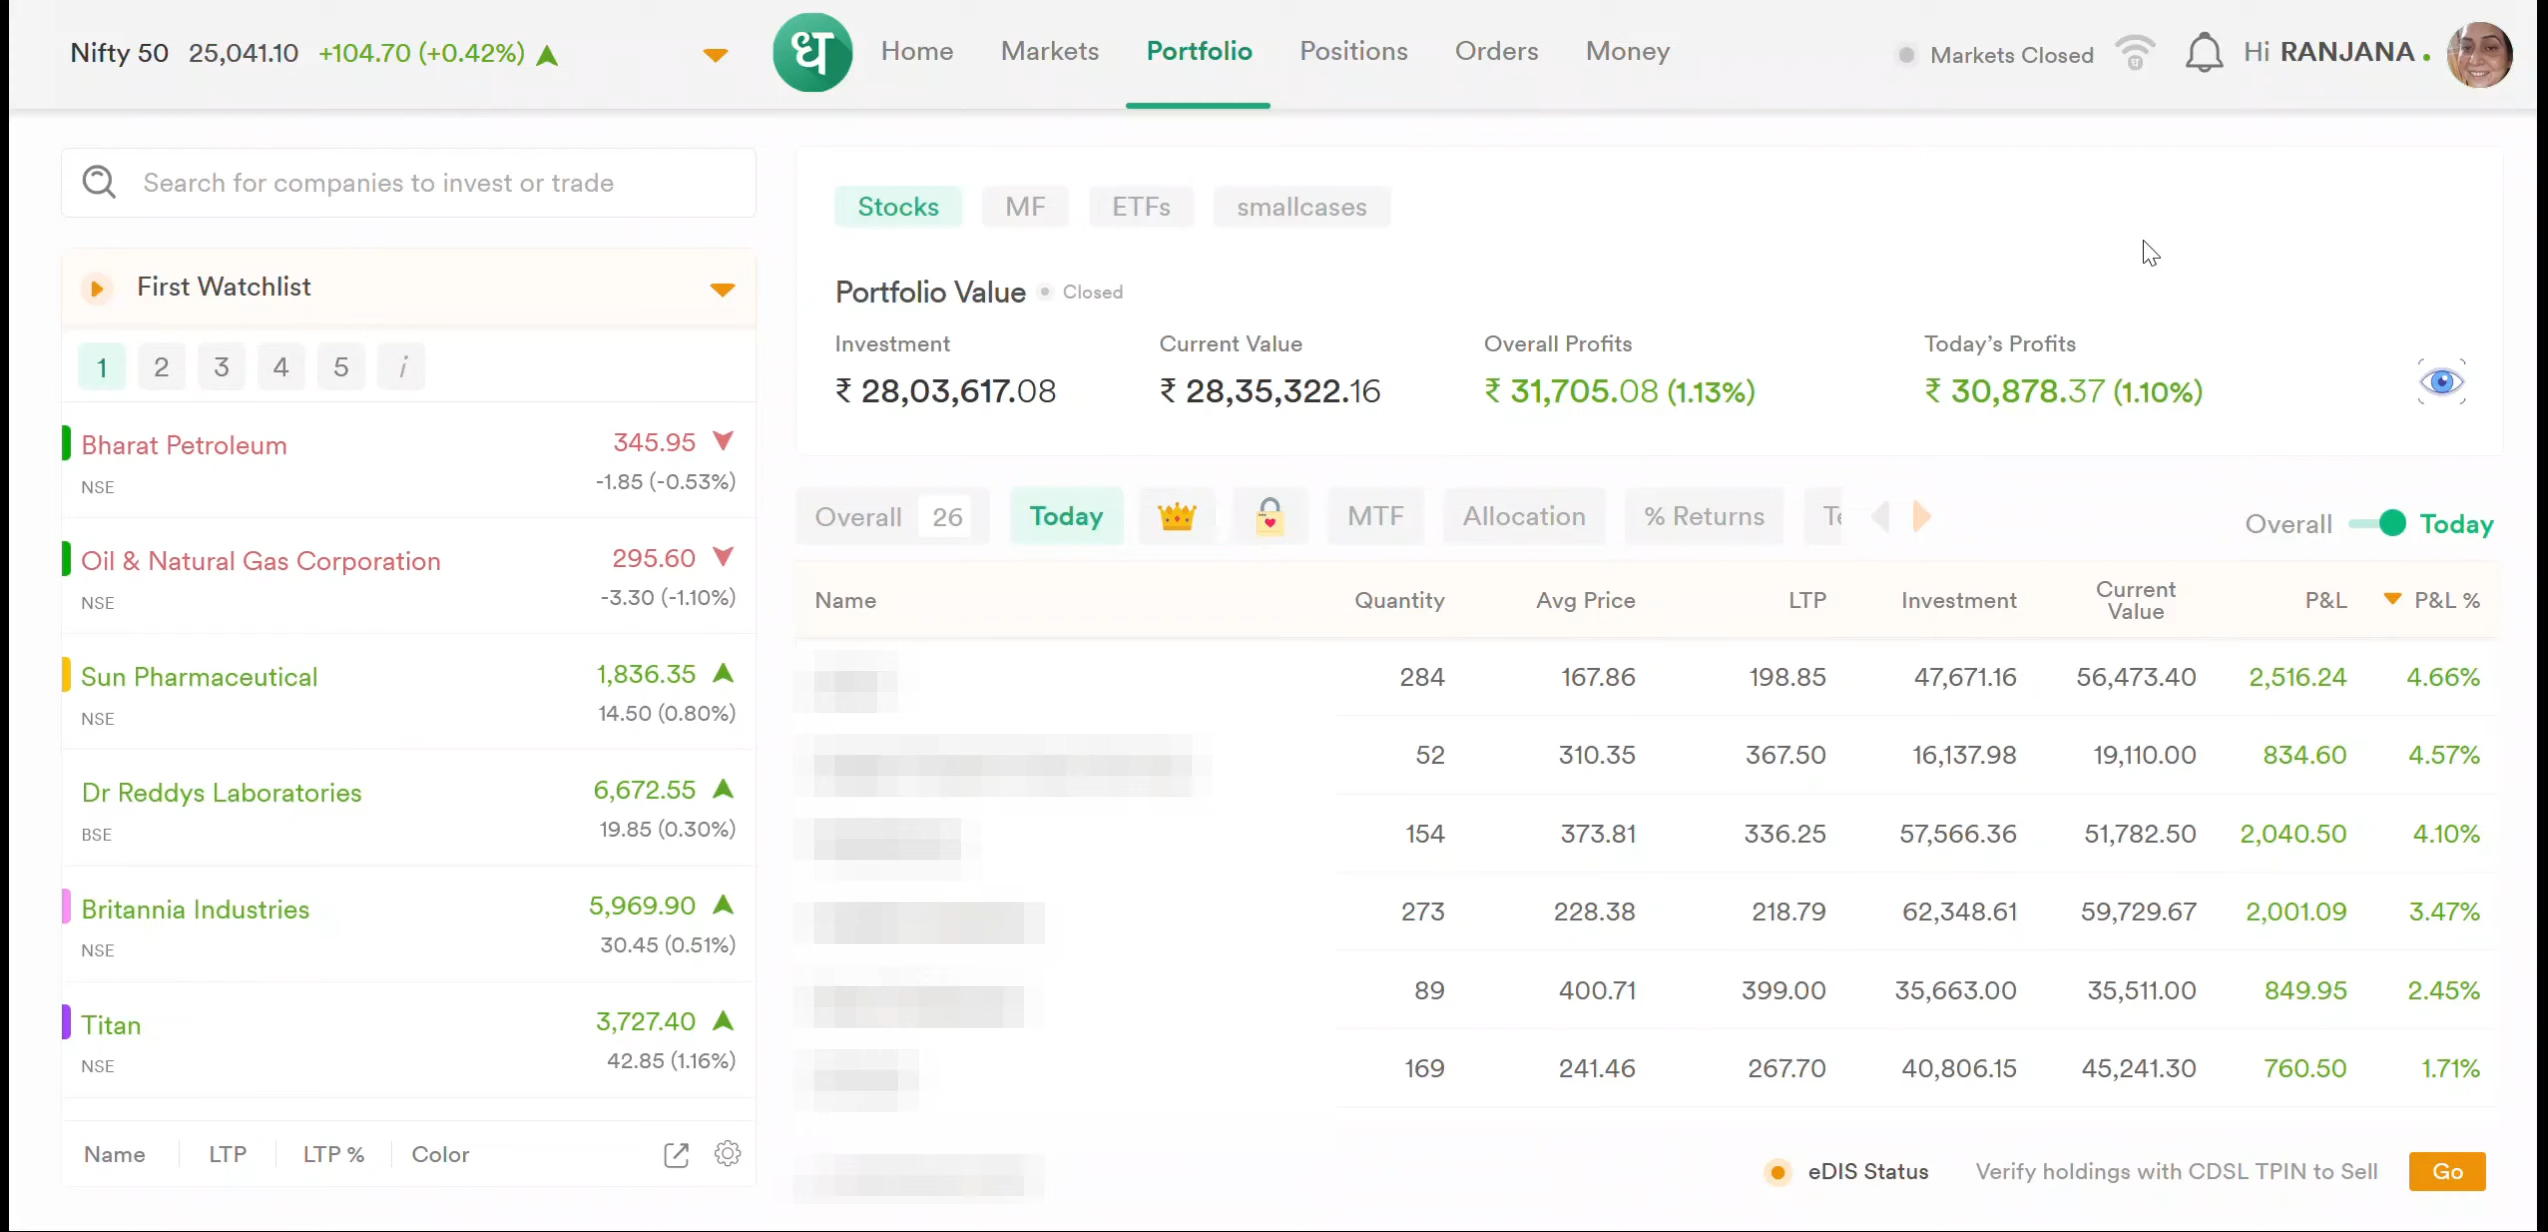 Nifty 50 25,041.10 +104.70 (+0.42%)
ध
Home Markets Portfolio Positions Orders Money
Markets Closed
Hi RANJANA
Search for companies to invest or trade
First Watchlist
1 2 3 4 5 i
Bharat Petroleum 345.95
NSE -1.85 (-0.53%)
Oil & Natural Gas Corporation 295.60
NSE -3.30 (-1.10%)
Sun Pharmaceutical 1,836.35
NSE 14.50 (0.80%)
Dr Reddys Laboratories 6,672.55
BSE 19.85 (0.30%)
Britannia Industries 5,969.90
NSE 30.45 (0.51%)
Titan 3,727.40
NSE 42.85 (1.16%)
Name LTP LTP % Color
Stocks MF ETFs smallcases
Portfolio Value Closed
Investment Current Value Overall Profits Today's Profits
₹ 28,03,617.08 ₹ 28,35,322.16 ₹ 31,705.08 (1.13%) ₹ 30,878.37 (1.10%)
Overall 26 Today MTF Allocation % Returns Te
Overall Today
Name Quantity Avg Price LTP Investment Current Value P&L P&L %
284 167.86 198.85 47,671.16 56,473.40 2,516.24 4.66%
52 310.35 367.50 16,137.98 19,110.00 834.60 4.57%
154 373.81 336.25 57,566.36 51,782.50 2,040.50 4.10%
273 228.38 218.79 62,348.61 59,729.67 2,001.09 3.47%
89 400.71 399.00 35,663.00 35,511.00 849.95 2.45%
169 241.46 267.70 40,806.15 45,241.30 760.50 1.71%
eDIS Status Verify holdings with CDSL TPIN to Sell Go